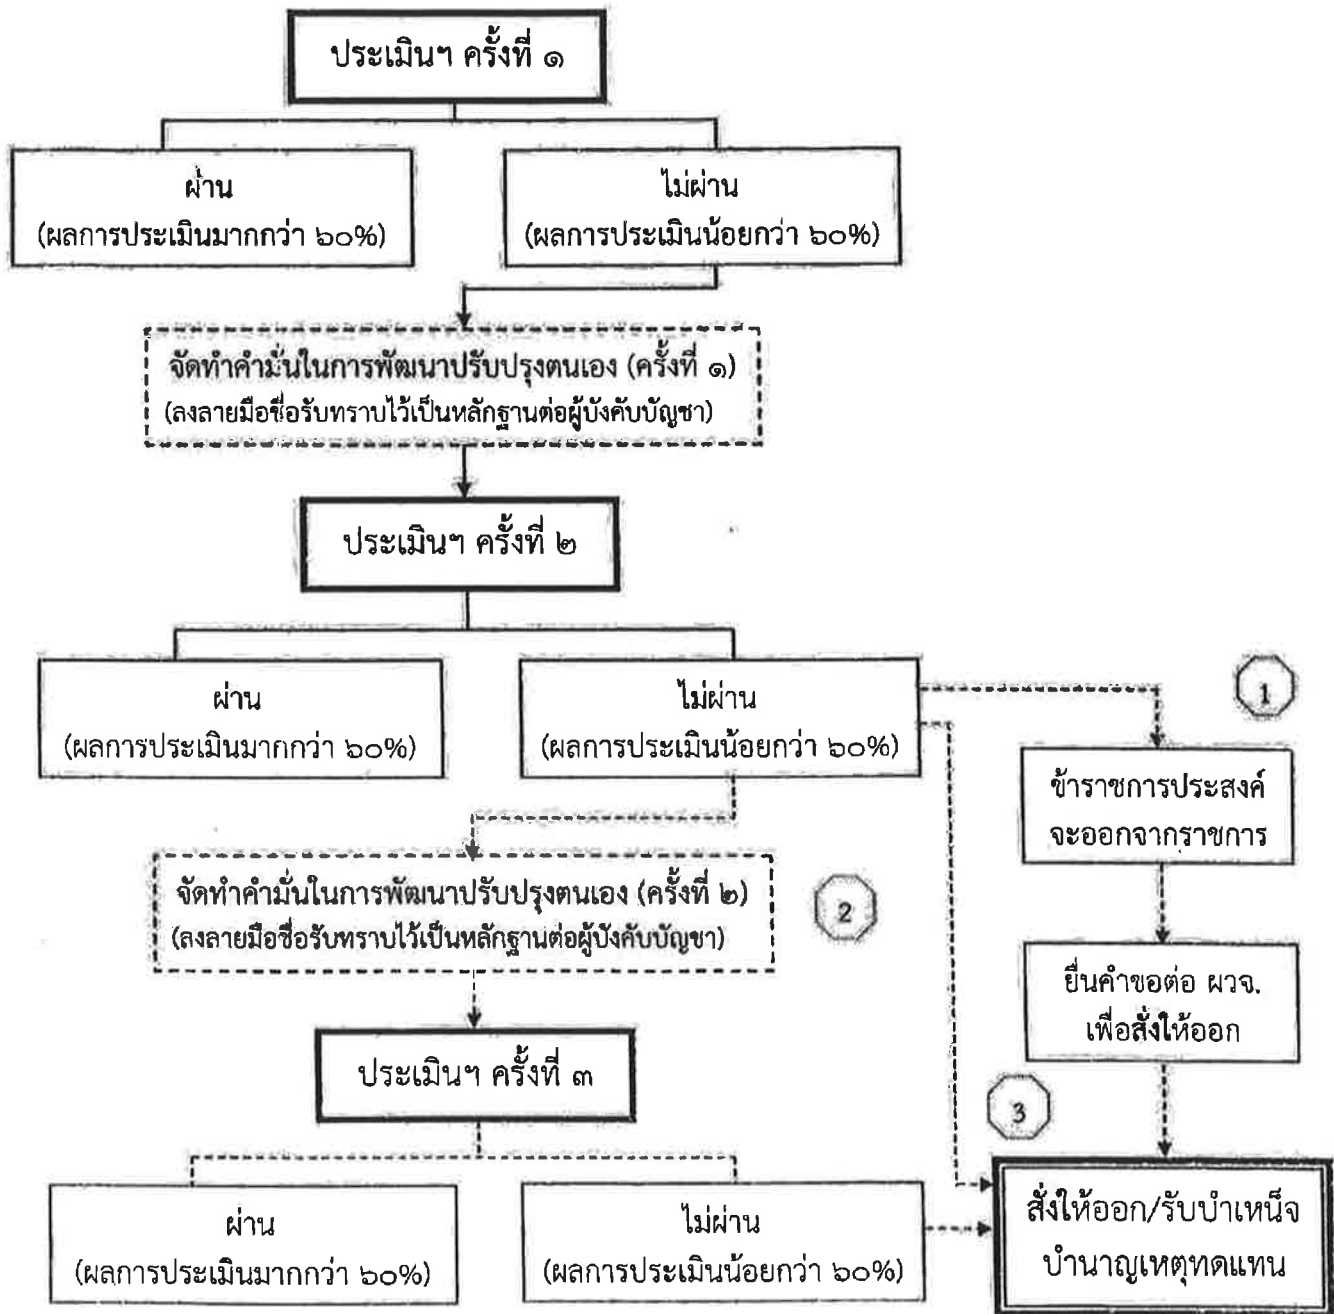 ประเมินฯ ครั้งที่ ๑
ผ่าน
(ผลการประเมินมากกว่า ๖๐%)
ไม่ผ่าน
(ผลการประเมินน้อยกว่า ๖๐%)
จัดทำคำมั่นในการพัฒนาปรับปรุงตนเอง (ครั้งที่ ๑)
(ลงลายมือชื่อรับทราบไว้เป็นหลักฐานต่อผู้บังคับบัญชา)
ประเมินฯ ครั้งที่ ๒
ผ่าน
(ผลการประเมินมากกว่า ๖๐%)
ไม่ผ่าน
(ผลการประเมินน้อยกว่า ๖๐%)
1
ข้าราชการประสงค์
จะออกจากราชการ
จัดทำคำมั่นในการพัฒนาปรับปรุงตนเอง (ครั้งที่ ๒)
(ลงลายมือชื่อรับทราบไว้เป็นหลักฐานต่อผู้บังคับบัญชา)
2
ยื่นคำขอต่อ ผวจ.
เพื่อสั่งให้ออก
ประเมินฯ ครั้งที่ ๓
3
ผ่าน
(ผลการประเมินมากกว่า ๖๐%)
ไม่ผ่าน
(ผลการประเมินน้อยกว่า ๖๐%)
สั่งให้ออก/รับบำเหน็จ
บำนาญเหตุทดแทน